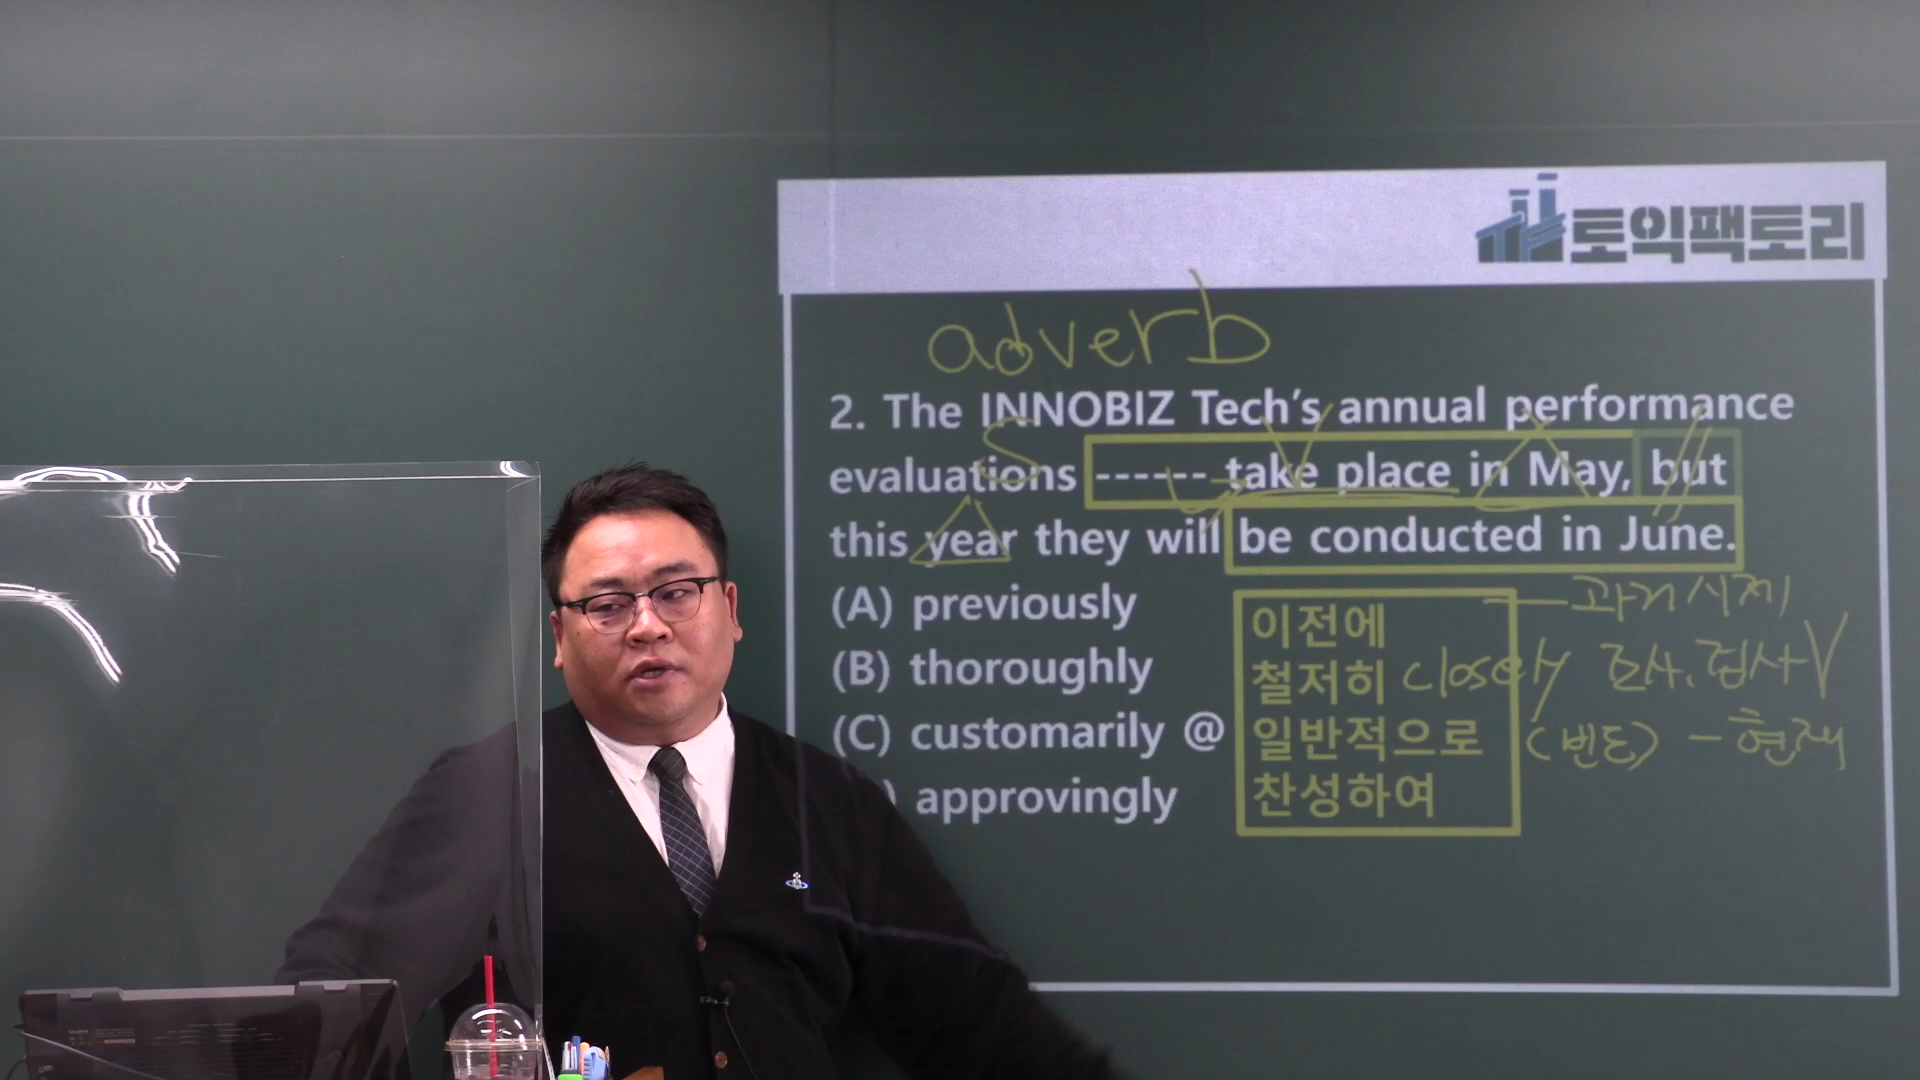 토익팩토리
adverb
2. The INNOBIZ Tech's annual performance
S V
evaluations ------ take place in May, but
this year they will be conducted in June.
(A) previously 이전에 — 과거시제
(B) thoroughly 철저히 closely 조사, 검사 V
(C) customarily @ 일반적으로 (빈도) - 현재
) approvingly 찬성하여